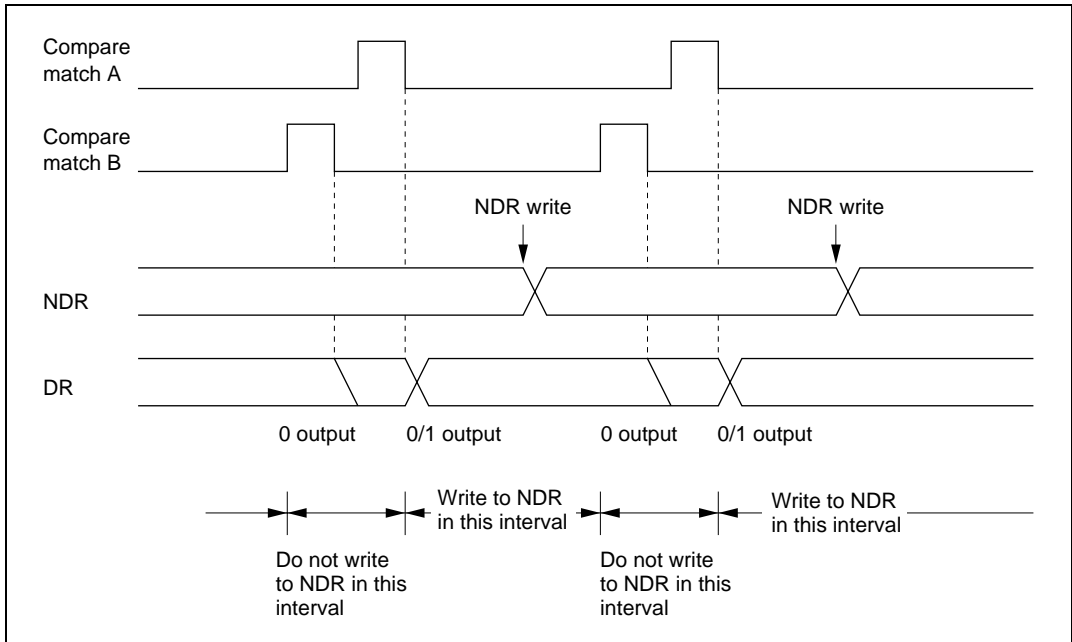 Compare
match A
Compare
match B
NDR write
NDR write
NDR
DR
0 output
0/1 output
0 output
0/1 output
Write to NDR
in this interval
Write to NDR
in this interval
Do not write
to NDR in this
interval
Do not write
to NDR in this
interval